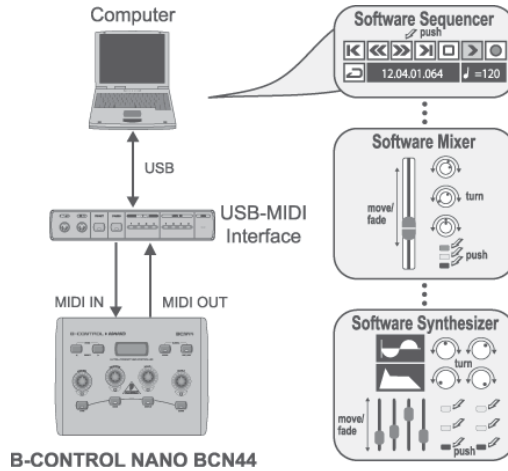 Computer
USB
USB-MIDI
Interface
MIDI IN
MIDI OUT
B-CONTROL NANO BCN44
Software Sequencer
push
12.04.01.064
♩ =120
Software Mixer
move/
fade
turn
push
Software Synthesizer
turn
move/
fade
push